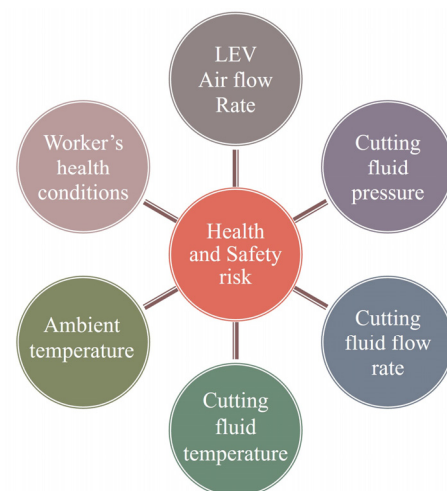 LEV
Air flow
Rate
Worker's
health
conditions
Cutting
fluid
pressure
Health
and Safety
risk
Ambient
temperature
Cutting
fluid flow
rate
Cutting
fluid
temperature